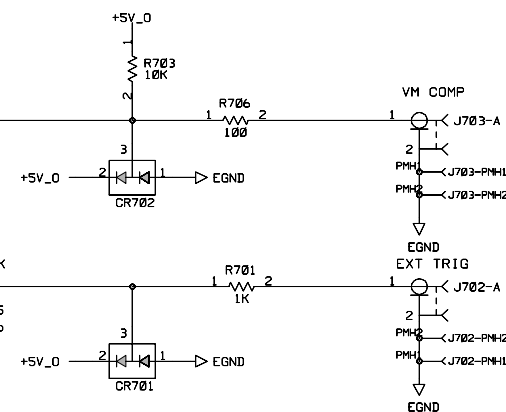 +5V_O
1
R703
10K
2
VM COMP
R706
1 2
100
1
J703-A
3
2
+5V_O 2 1 EGND
PMH1
J703-PMH1
CR702
PMH2
J703-PMH2
EGND
EXT TRIG
K
R701
1 2
1K
1
J702-A
2
3
PMH2
J702-PMH2
+5V_O 2 1 EGND
PMH1
J702-PMH1
CR701
EGND